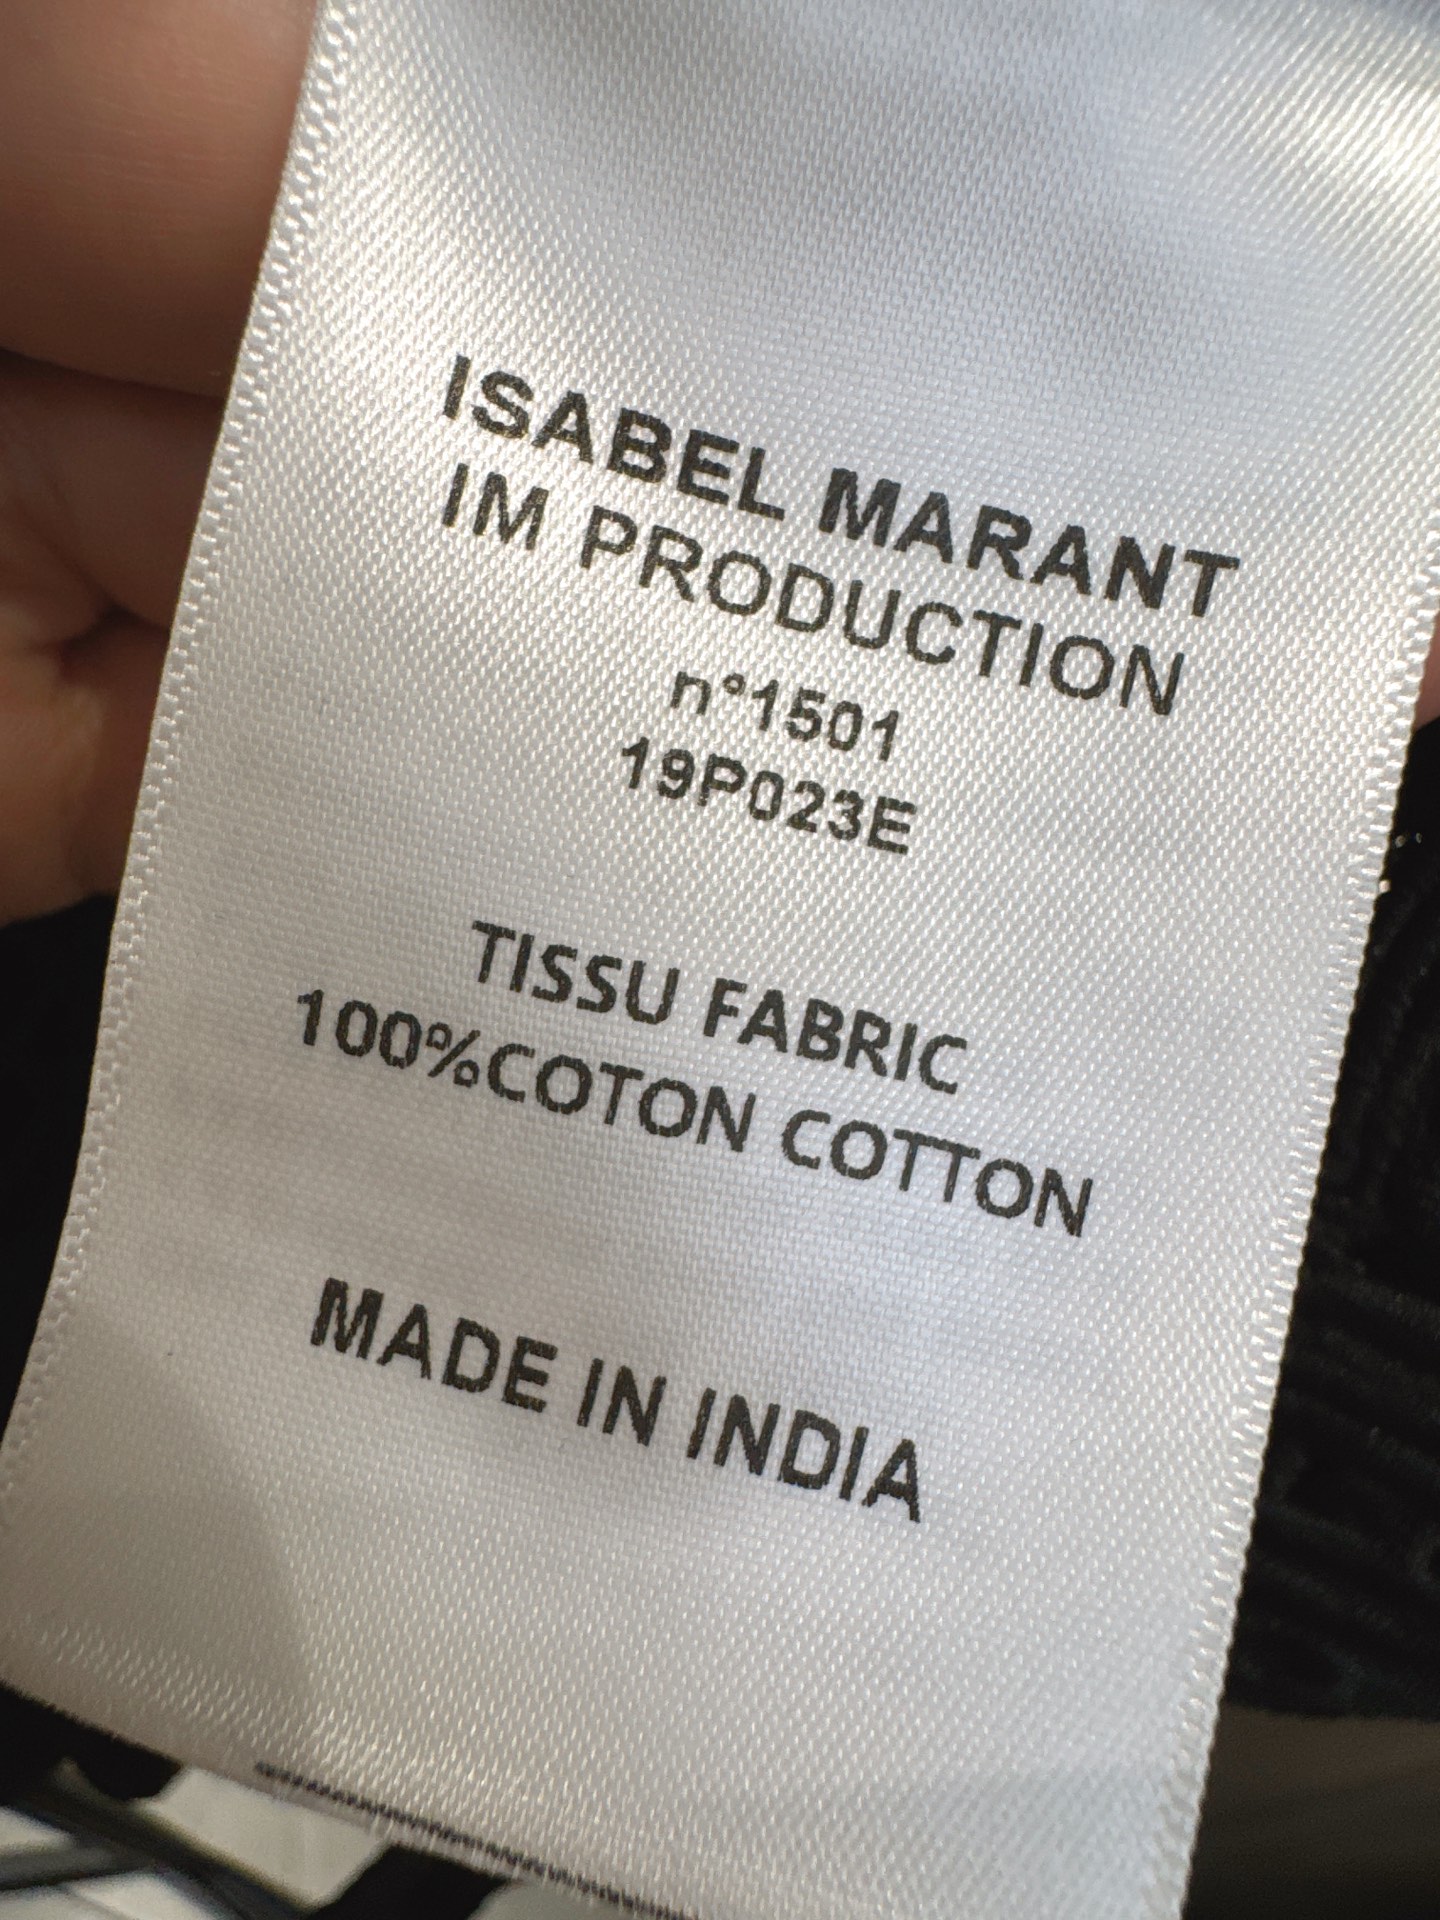 ISABEL MARANT
IM PRODUCTION
n°1501
19P023E
TISSU FABRIC
100%COTON COTTON
MADE IN INDIA